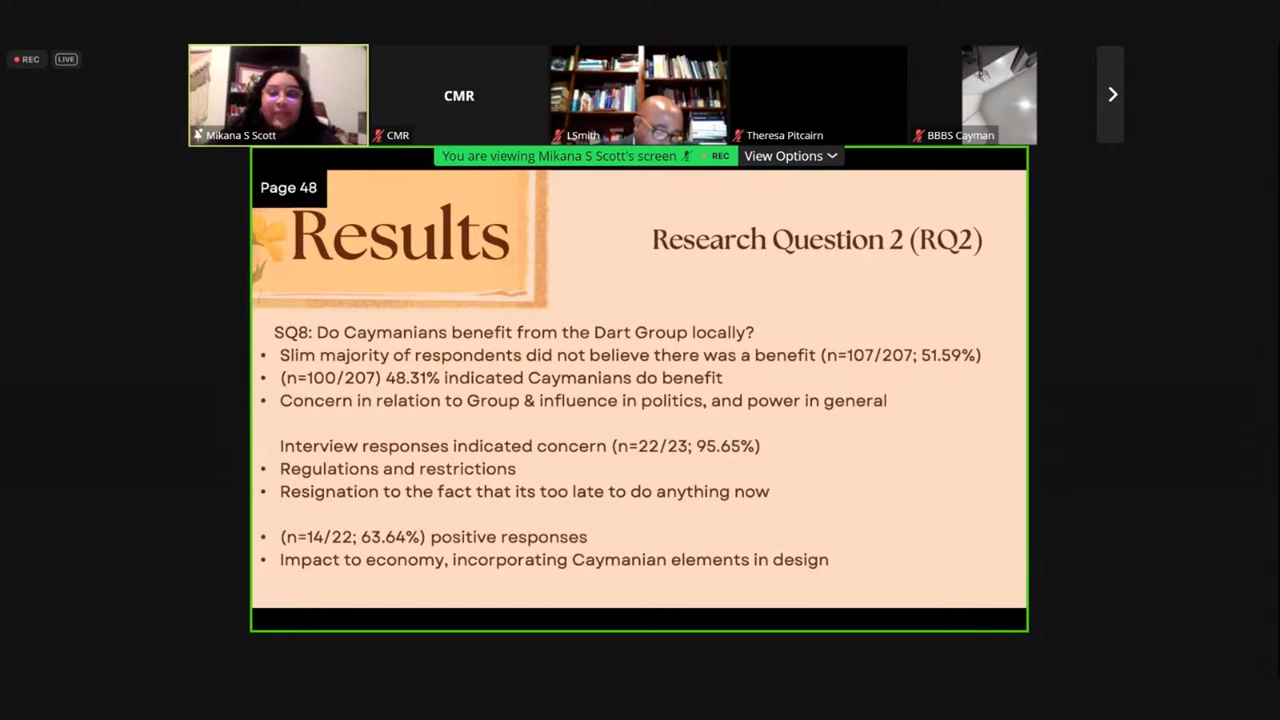 REC
LIVE
CMR
Mikana S Scott
CMR
LSmith
Theresa Pitcairn
BBBS Cayman
You are viewing Mikana S Scott's screen
REC
View Options
Page 48
Results
Research Question 2 (RQ2)
SQ8: Do Caymanians benefit from the Dart Group locally?
• Slim majority of respondents did not believe there was a benefit (n=107/207; 51.59%)
• (n=100/207) 48.31% indicated Caymanians do benefit
• Concern in relation to Group & influence in politics, and power in general
Interview responses indicated concern (n=22/23; 95.65%)
• Regulations and restrictions
• Resignation to the fact that its too late to do anything now
• (n=14/22; 63.64%) positive responses
• Impact to economy, incorporating Caymanian elements in design